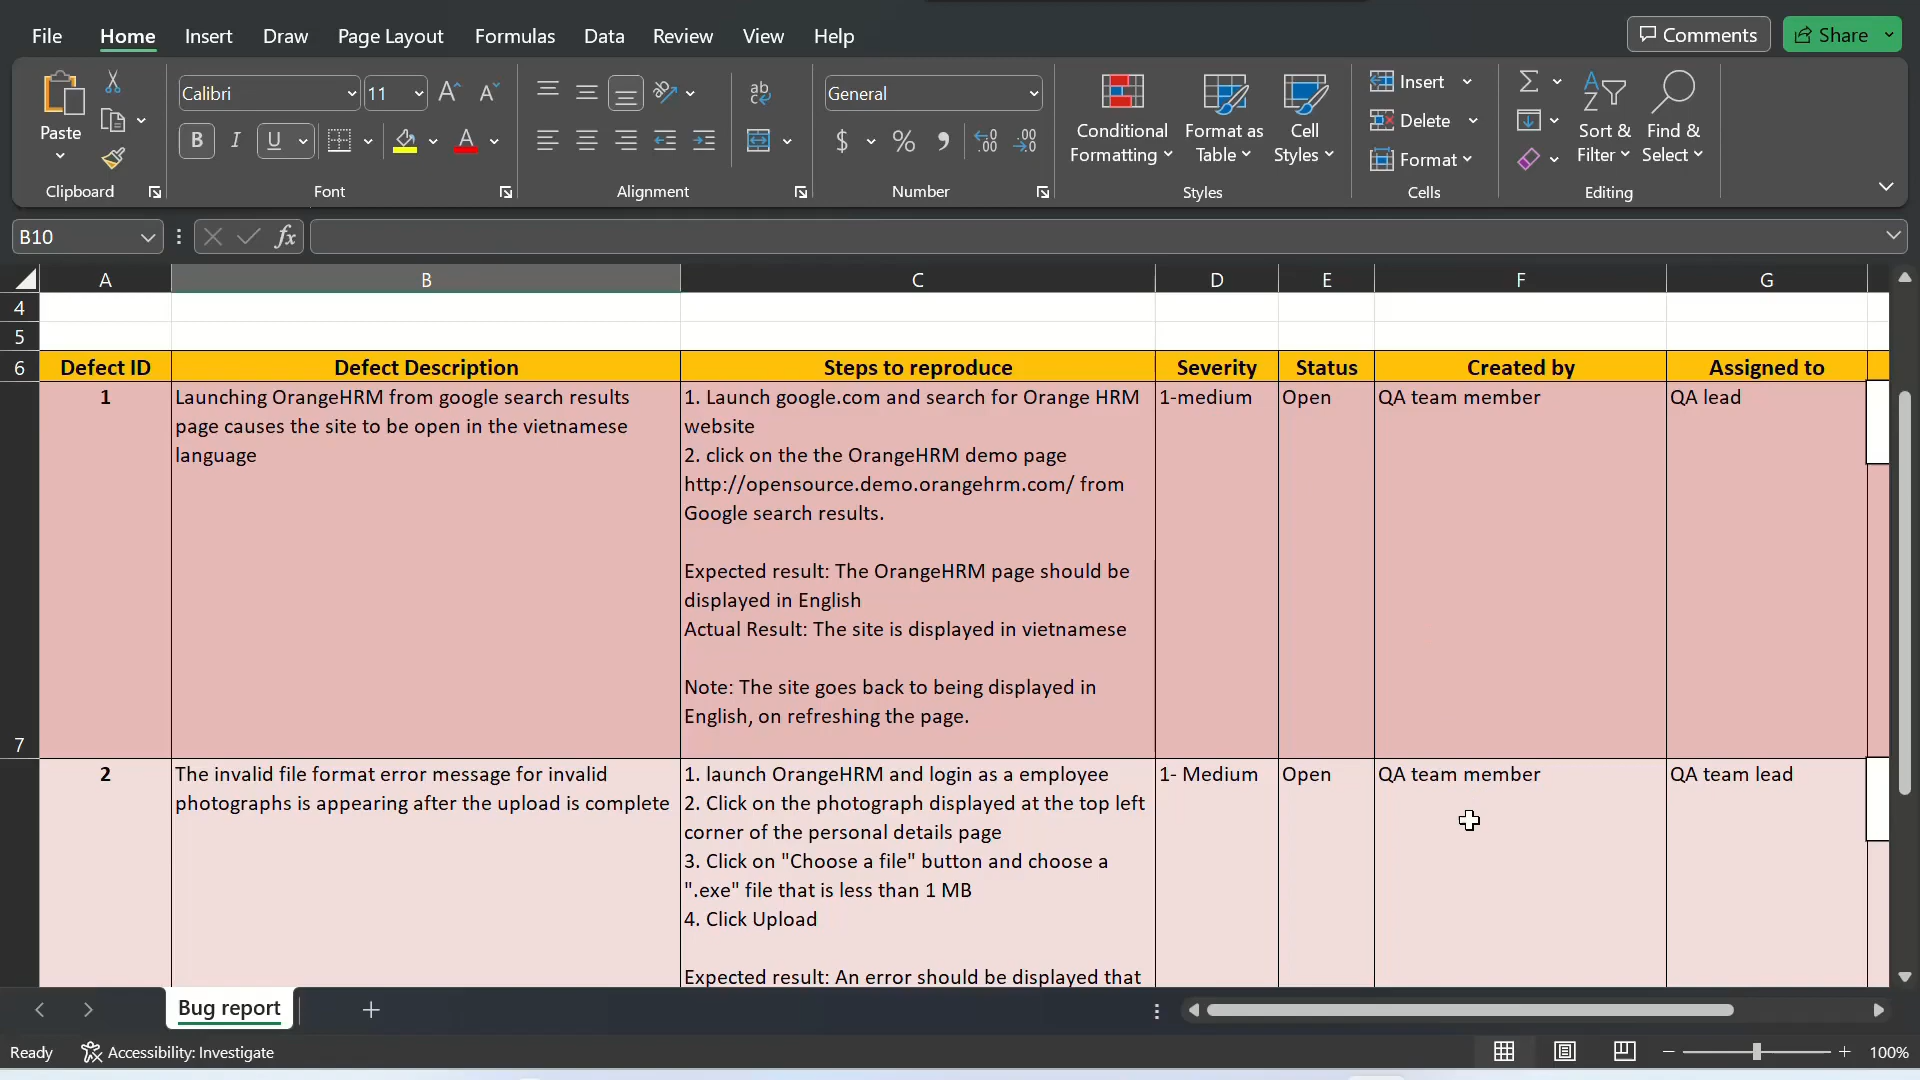 File Home Insert Draw Page Layout Formulas Data Review View Help Comments Share
Paste
Calibri 11
B I U A
General
$ % 9 .00
Conditional Formatting
Format as Table
Cell Styles
Insert
Delete
Format
Sort & Filter
Find & Select
Clipboard Font Alignment Number Styles Cells Editing
B10 fx
A B C D E F G
4
5
6 Defect ID Defect Description Steps to reproduce Severity Status Created by Assigned to
7
1
Launching OrangeHRM from google search results
page causes the site to be open in the vietnamese
language
1. Launch google.com and search for Orange HRM
website
2. click on the the OrangeHRM demo page
http://opensource.demo.orangehrm.com/ from
Google search results.
Expected result: The OrangeHRM page should be
displayed in English
Actual Result: The site is displayed in vietnamese
Note: The site goes back to being displayed in
English, on refreshing the page.
1-medium
Open
QA team member
QA lead
2
The invalid file format error message for invalid
photographs is appearing after the upload is complete
1. launch OrangeHRM and login as a employee
2. Click on the photograph displayed at the top left
corner of the personal details page
3. Click on "Choose a file" button and choose a
".exe" file that is less than 1 MB
4. Click Upload
Expected result: An error should be displayed that
1- Medium
Open
QA team member
QA team lead
Bug report
Ready Accessibility: Investigate 100%